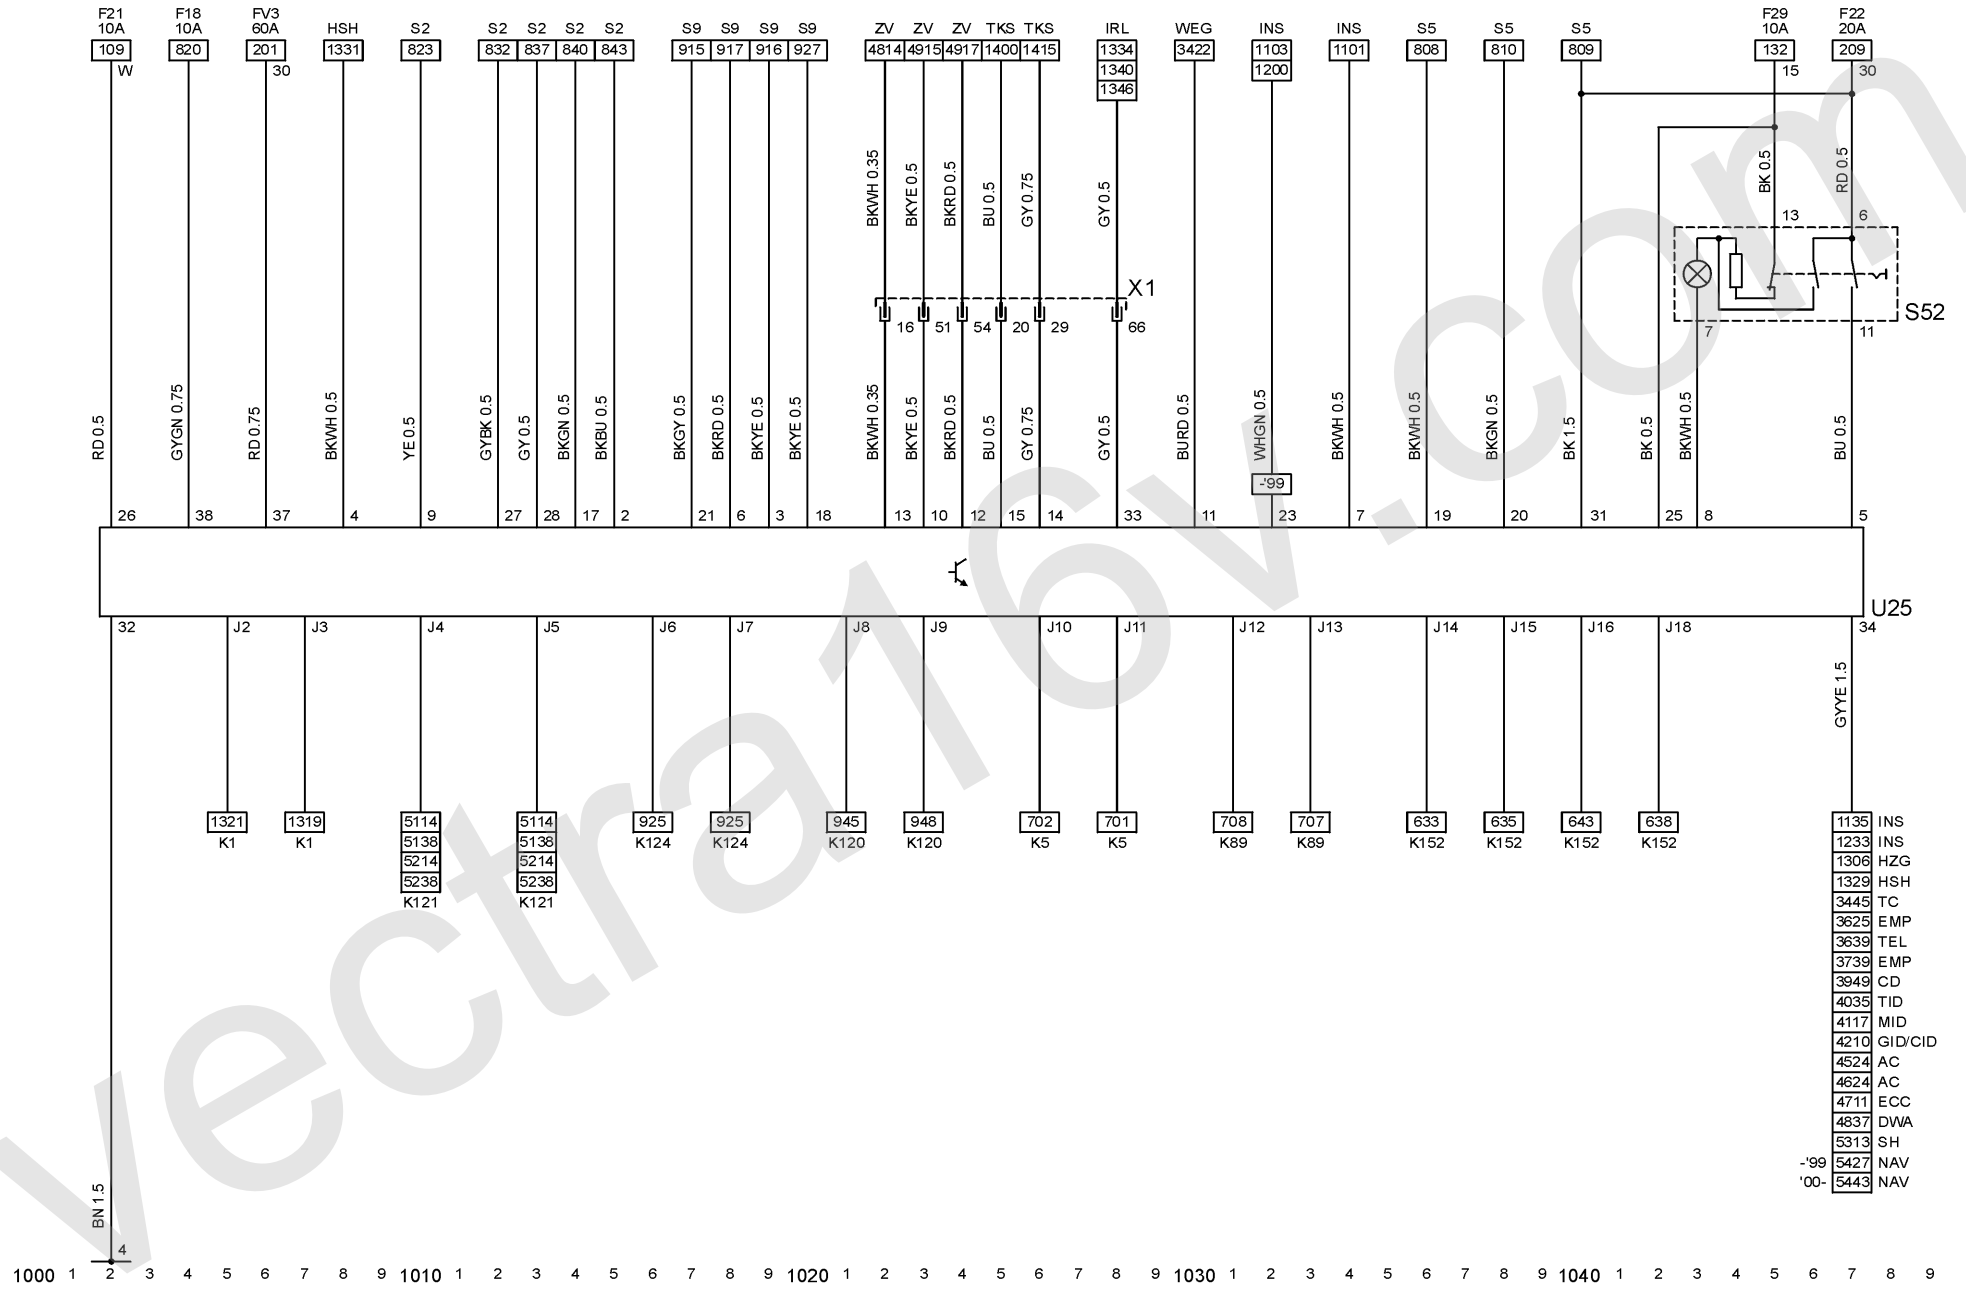 F21 F18 FV3 F29 F22
10A 10A 60A HSH S2 S2 S2 S2 S2 S9 S9 S9 S9 ZV ZV ZV TKS TKS IRL WEG INS INS S5 S5 S5 10A 20A
109 820 201 1331 823 832 837 840 843 915 917 916 927 4814 4915 4917 1400 1415 1334 3422 1103 1101 808 810 809 132 209
W 30 1340 1200 15 30
1346
BKWH 0.35 BKYE 0.5 BKRD 0.5 BU 0.5 GY 0.75 GY 0.5 BK 0.5 RD 0.5
13 6
X1
16 51 54 20 29 66
S52
7 11
RD 0.5 GYGN 0.75 RD 0.75 BKWH 0.5 YE 0.5 GYBK 0.5 GY 0.5 BKGN 0.5 BKBU 0.5 BKGY 0.5 BKRD 0.5 BKYE 0.5 BKYE 0.5 BKWH 0.35 BKYE 0.5 BKRD 0.5 BU 0.5 GY 0.75 GY 0.5 BURD 0.5 WHGN 0.5 BKWH 0.5 BKWH 0.5 BKGN 0.5 BK 1.5 BK 0.5 BKWH 0.5 BU 0.5
-'99
26 38 37 4 9 27 28 17 2 21 6 3 18 13 10 12 15 14 33 11 23 7 19 20 31 25 8 5
U25
32 J2 J3 J4 J5 J6 J7 J8 J9 J10 J11 J12 J13 J14 J15 J16 J18 34
GYYE 1.5
1321 1319 5114 5114 925 925 945 948 702 701 708 707 633 635 643 638 1135 INS
K1 K1 5138 5138 K124 K124 K120 K120 K5 K5 K89 K89 K152 K152 K152 K152 1233 INS
5214 5214 1306 HZG
5238 5238 1329 HSH
K121 K121 3445 TC
3625 EMP
3639 TEL
3739 EMP
3949 CD
4035 TID
4117 MID
4210 GID/CID
4524 AC
4624 AC
4711 ECC
4837 DWA
5313 SH
-'99 5427 NAV
'00- 5443 NAV
BN 1.5
4
1000 1 2 3 4 5 6 7 8 9 1010 1 2 3 4 5 6 7 8 9 1020 1 2 3 4 5 6 7 8 9 1030 1 2 3 4 5 6 7 8 9 1040 1 2 3 4 5 6 7 8 9
vectra16v.com